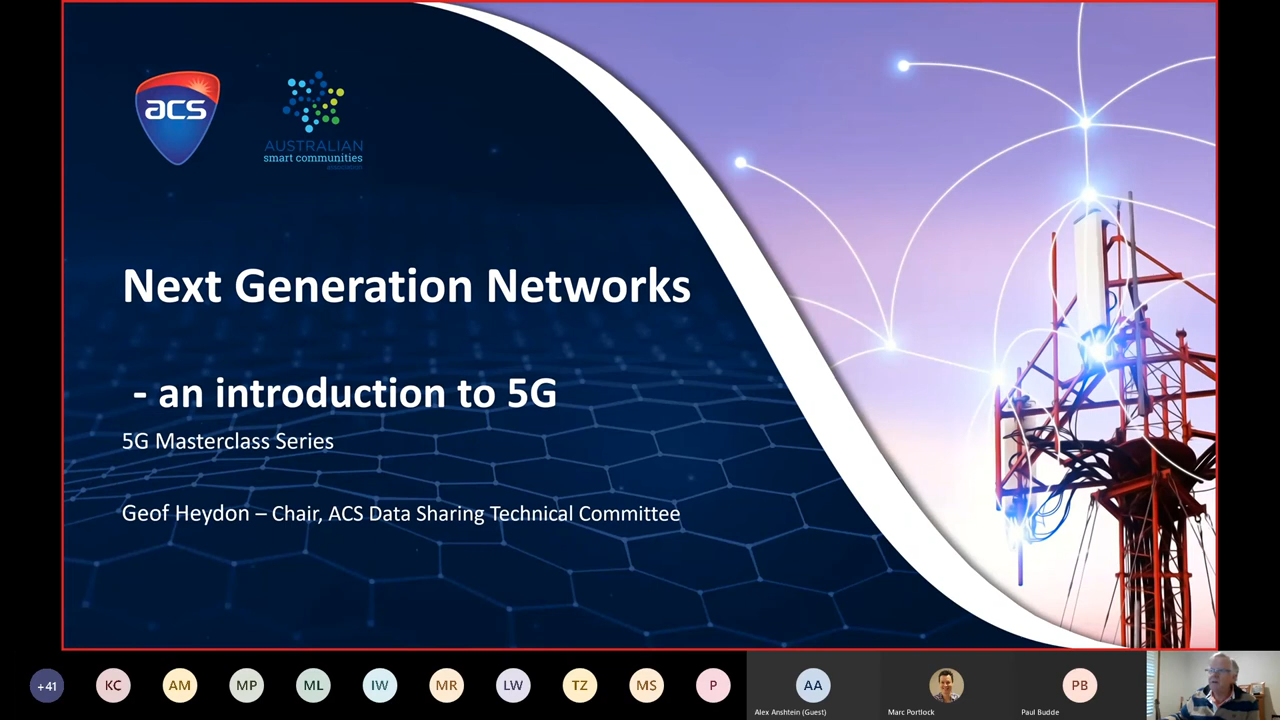 acs
AUSTRALIAN
smart communities
association
Next Generation Networks
- an introduction to 5G
5G Masterclass Series
Geof Heydon – Chair, ACS Data Sharing Technical Committee
+41
KC
AM
MP
ML
IW
MR
LW
TZ
MS
P
AA
PB
Alex Anshtein (Guest)
Marc Portlock
Paul Budde